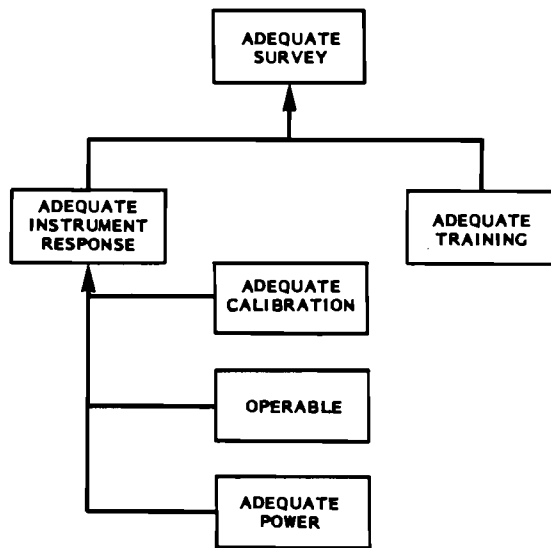 ADEQUATE
SURVEY
ADEQUATE
INSTRUMENT
RESPONSE
ADEQUATE
TRAINING
ADEQUATE
CALIBRATION
OPERABLE
ADEQUATE
POWER